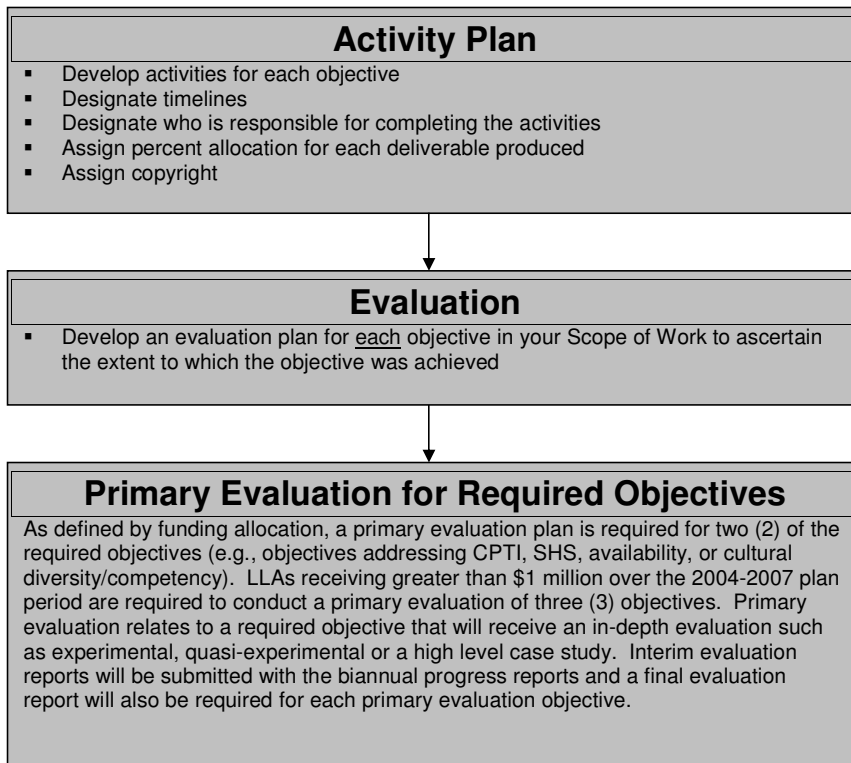 Activity Plan
▪ Develop activities for each objective
▪ Designate timelines
▪ Designate who is responsible for completing the activities
▪ Assign percent allocation for each deliverable produced
▪ Assign copyright
Evaluation
▪ Develop an evaluation plan for each objective in your Scope of Work to ascertain
the extent to which the objective was achieved
Primary Evaluation for Required Objectives
As defined by funding allocation, a primary evaluation plan is required for two (2) of the
required objectives (e.g., objectives addressing CPTI, SHS, availability, or cultural
diversity/competency). LLAs receiving greater than $1 million over the 2004-2007 plan
period are required to conduct a primary evaluation of three (3) objectives. Primary
evaluation relates to a required objective that will receive an in-depth evaluation such
as experimental, quasi-experimental or a high level case study. Interim evaluation
reports will be submitted with the biannual progress reports and a final evaluation
report will also be required for each primary evaluation objective.